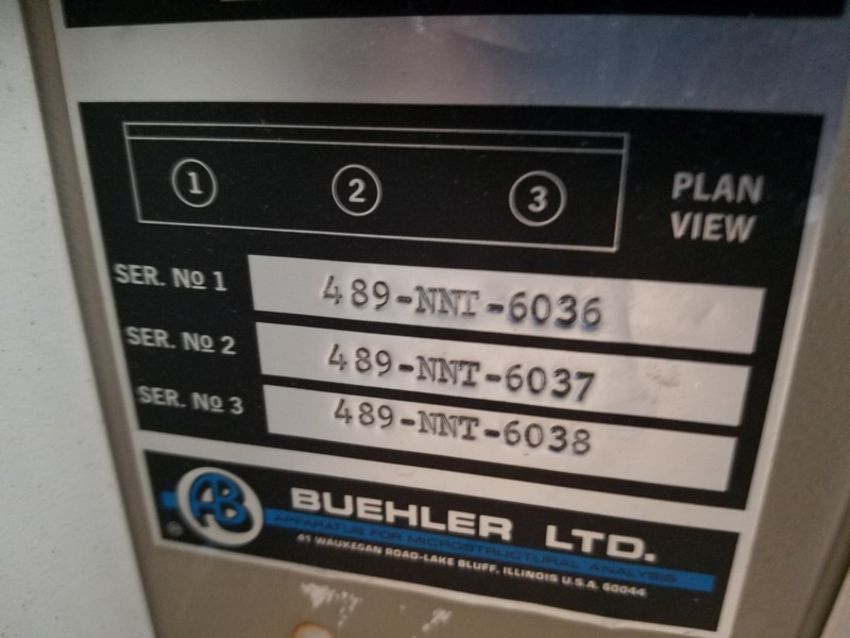 1 2 3
PLAN
VIEW
SER. No 1 489-NNT-6036
SER. No 2 489-NNT-6037
SER. No 3 489-NNT-6038
AB
®
BUEHLER LTD.
APPARATUS FOR MICROSTRUCTURAL ANALYSIS
41 WAUKEGAN ROAD-LAKE BLUFF, ILLINOIS U.S.A. 60044